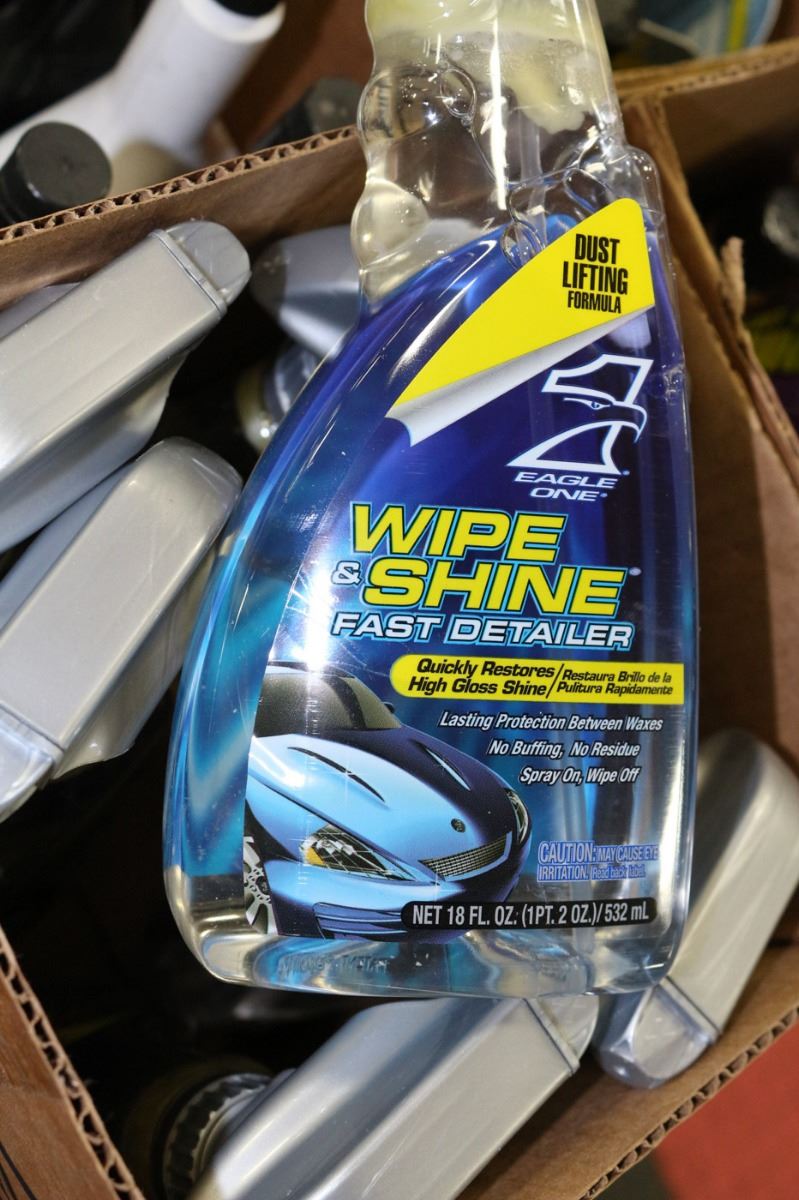 DUST
LIFTING
FORMULA
EAGLE
ONE®
WIPE
& SHINE®
FAST DETAILER
Quickly Restores / Restaura Brillo de la
High Gloss Shine / Pulitura Rapidamente
Lasting Protection Between Waxes
No Buffing, No Residue
Spray On, Wipe Off
CAUTION: MAY CAUSE EYE
IRRITATION. Read back label.
NET 18 FL. OZ. (1PT. 2 OZ.)/ 532 mL